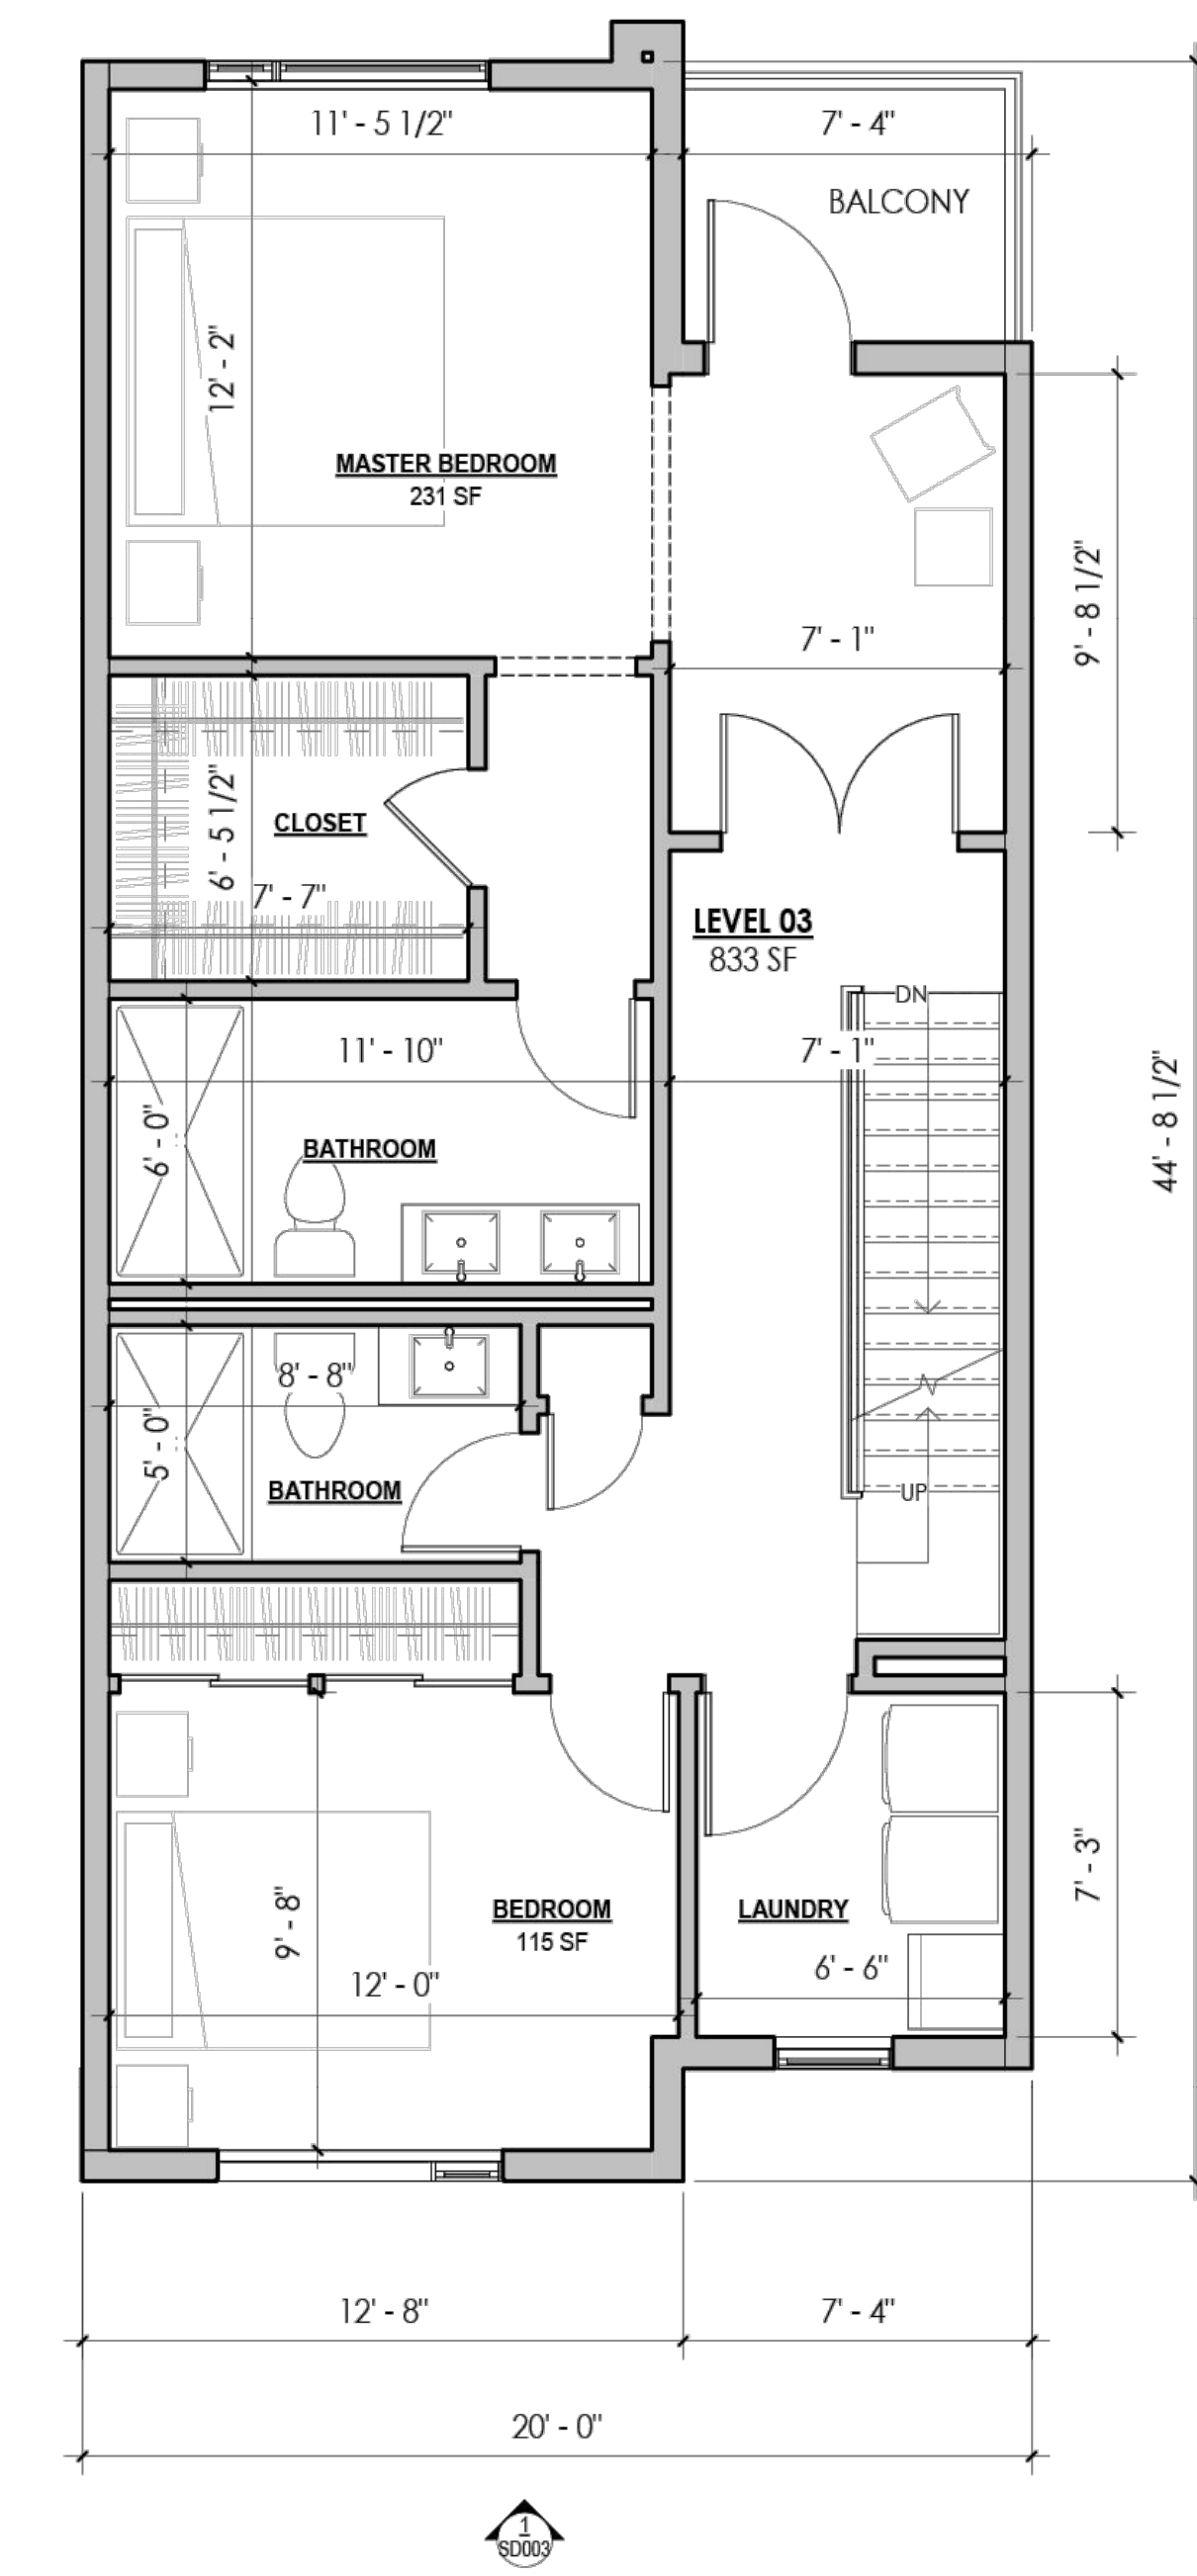 11' - 5 1/2"
7' - 4"
BALCONY
12' - 2"
MASTER BEDROOM
231 SF
9' - 8 1/2"
7' - 1"
6' - 5 1/2"
CLOSET
7' - 7"
LEVEL 03
833 SF
DN
11' - 10"
7' - 1"
44' - 8 1/2"
6' - 0"
BATHROOM
8' - 8"
5' - 0"
BATHROOM
UP
7' - 3"
9' - 8"
BEDROOM
115 SF
LAUNDRY
6' - 6"
12' - 0"
12' - 8"
7' - 4"
20' - 0"
1
SD003